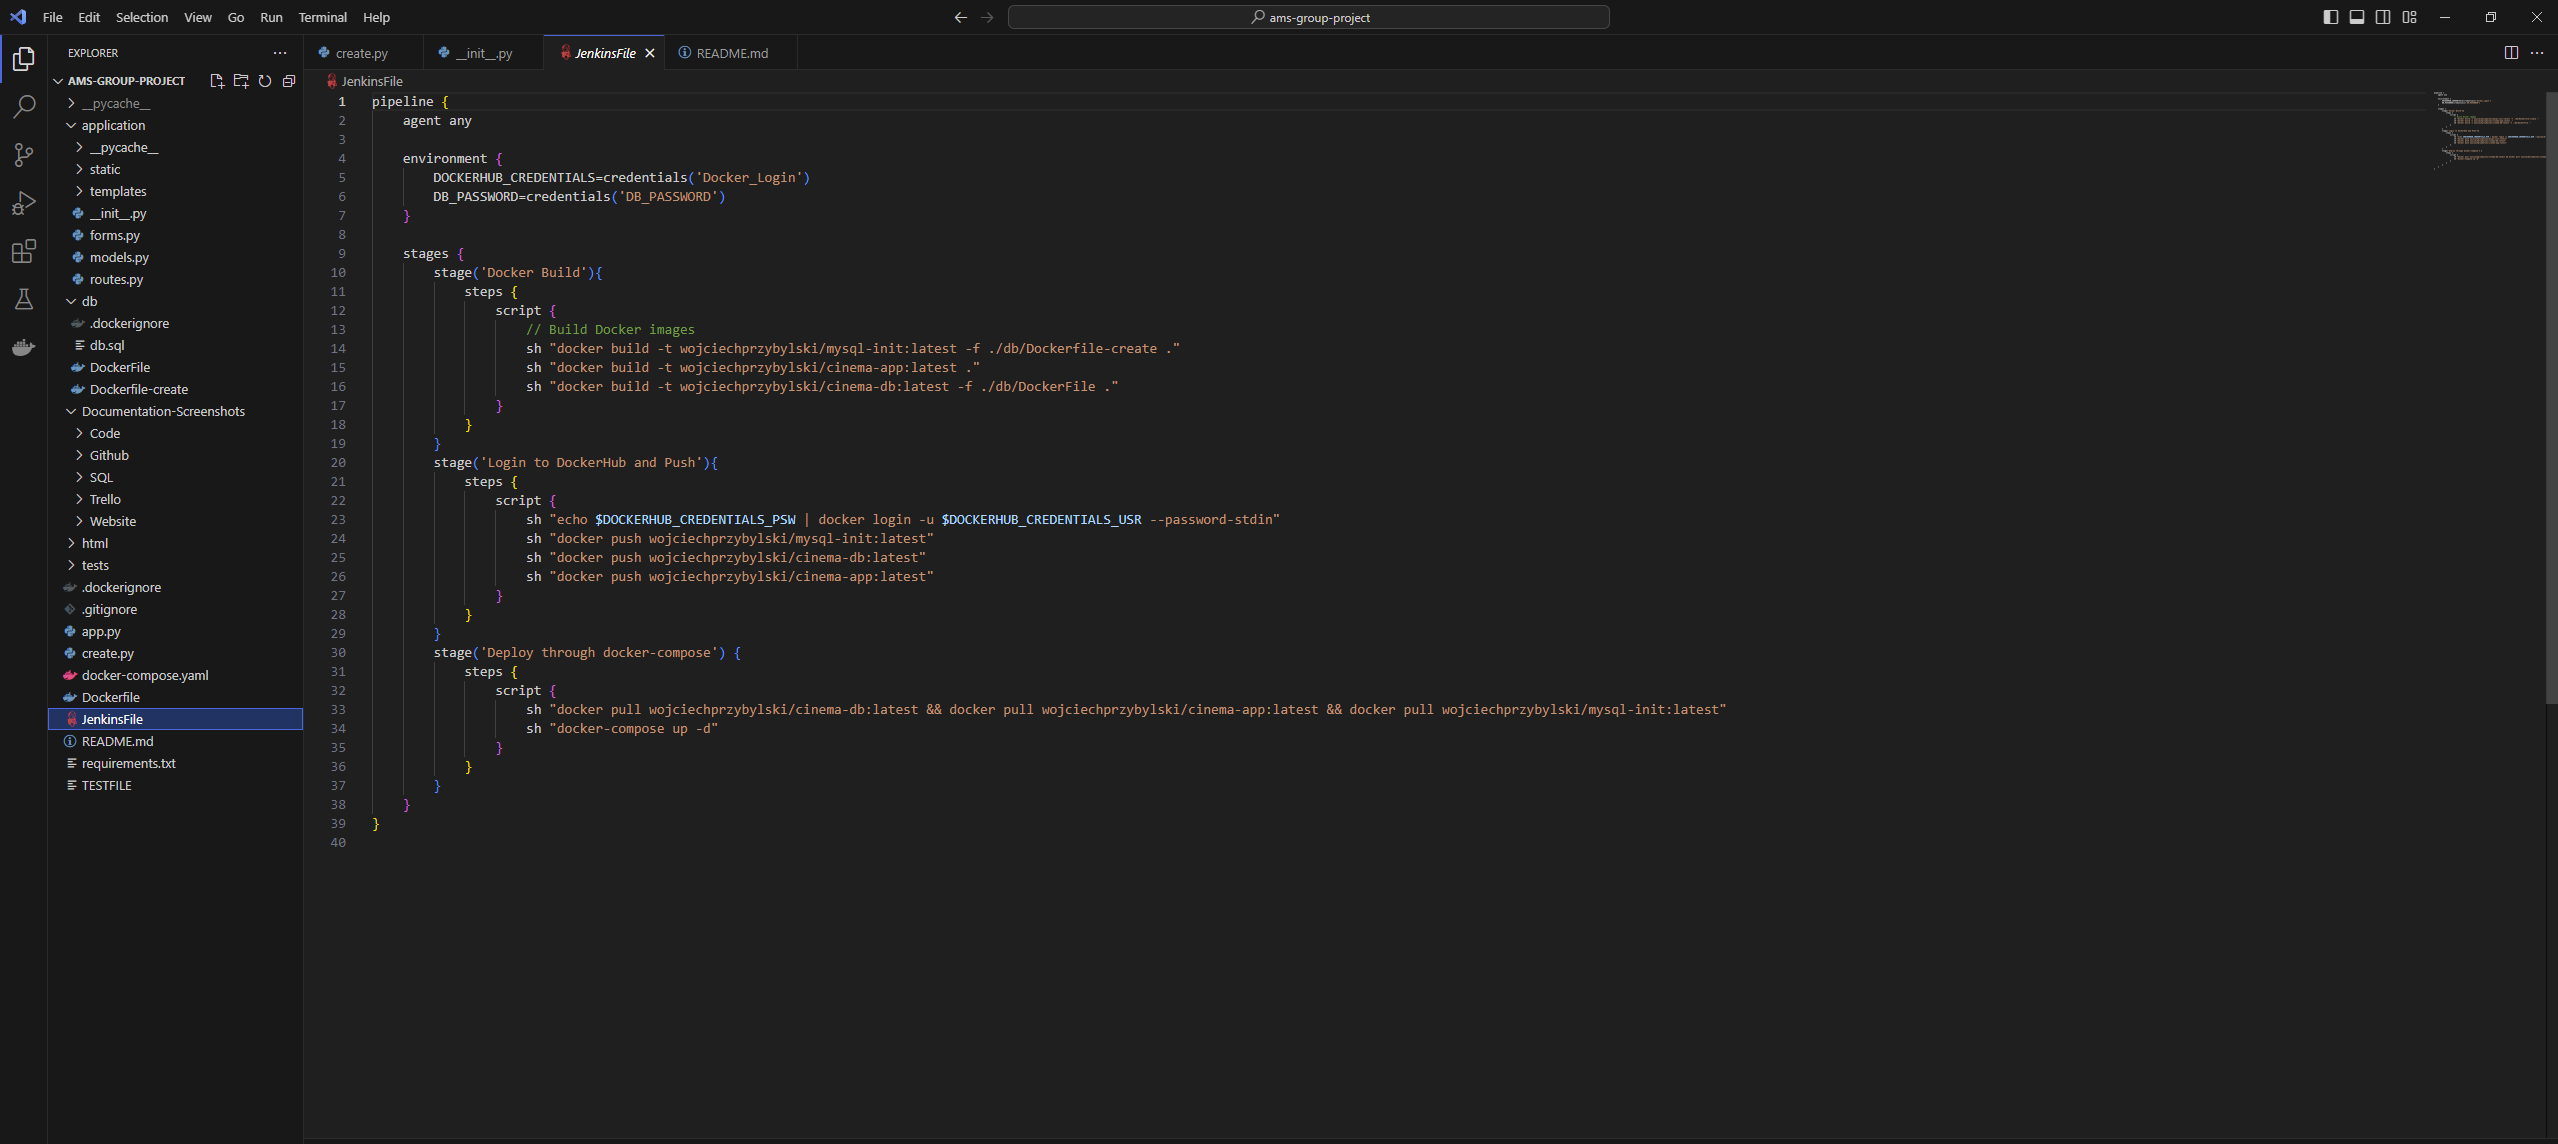 File Edit Selection View Go Run Terminal Help
ams-group-project
EXPLORER
AMS-GROUP-PROJECT
__pycache__
application
__pycache__
static
templates
__init__.py
forms.py
models.py
routes.py
db
.dockerignore
db.sql
DockerFile
Dockerfile-create
Documentation-Screenshots
Code
Github
SQL
Trello
Website
html
tests
.dockerignore
.gitignore
app.py
create.py
docker-compose.yaml
Dockerfile
JenkinsFile
README.md
requirements.txt
TESTFILE
create.py __init__.py JenkinsFile README.md
JenkinsFile
1 pipeline {
2     agent any
3
4     environment {
5         DOCKERHUB_CREDENTIALS=credentials('Docker_Login')
6         DB_PASSWORD=credentials('DB_PASSWORD')
7     }
8
9     stages {
10         stage('Docker Build'){
11             steps {
12                 script {
13                     // Build Docker images
14                     sh "docker build -t wojciechprzybylski/mysql-init:latest -f ./db/Dockerfile-create ."
15                     sh "docker build -t wojciechprzybylski/cinema-app:latest ."
16                     sh "docker build -t wojciechprzybylski/cinema-db:latest -f ./db/DockerFile ."
17                 }
18             }
19         }
20         stage('Login to DockerHub and Push'){
21             steps {
22                 script {
23                     sh "echo $DOCKERHUB_CREDENTIALS_PSW | docker login -u $DOCKERHUB_CREDENTIALS_USR --password-stdin"
24                     sh "docker push wojciechprzybylski/mysql-init:latest"
25                     sh "docker push wojciechprzybylski/cinema-db:latest"
26                     sh "docker push wojciechprzybylski/cinema-app:latest"
27                 }
28             }
29         }
30         stage('Deploy through docker-compose') {
31             steps {
32                 script {
33                     sh "docker pull wojciechprzybylski/cinema-db:latest && docker pull wojciechprzybylski/cinema-app:latest && docker pull wojciechprzybylski/mysql-init:latest"
34                     sh "docker-compose up -d"
35                 }
36             }
37         }
38     }
39 }
40